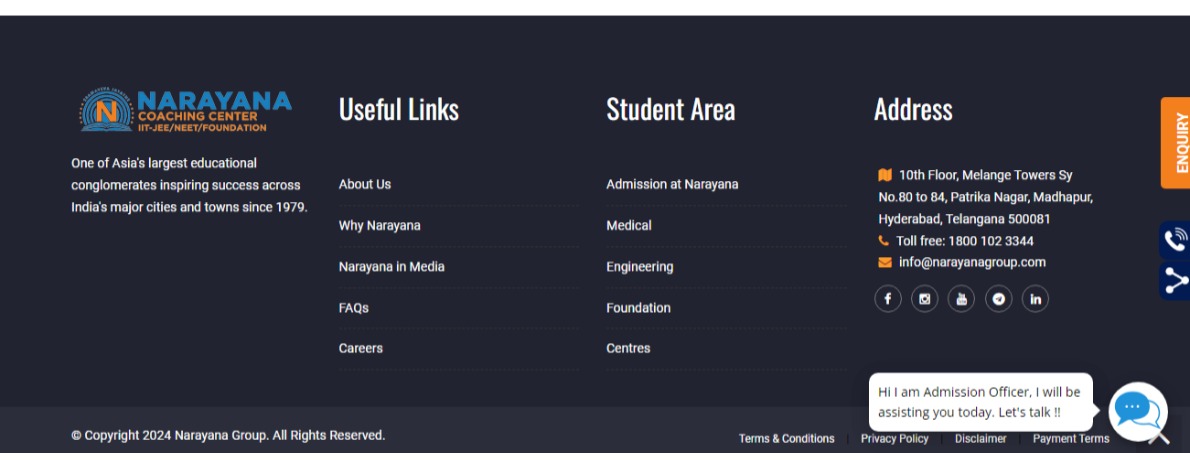 NARAYANA
COACHING CENTER
IIT-JEE/NEET/FOUNDATION
One of Asia's largest educational
conglomerates inspiring success across
India's major cities and towns since 1979.
Useful Links
About Us
Why Narayana
Narayana in Media
FAQs
Careers
Student Area
Admission at Narayana
Medical
Engineering
Foundation
Centres
Address
10th Floor, Melange Towers Sy
No.80 to 84, Patrika Nagar, Madhapur,
Hyderabad, Telangana 500081
Toll free: 1800 102 3344
info@narayanagroup.com
ENQUIRY
Hi I am Admission Officer, I will be
assisting you today. Let's talk !!
© Copyright 2024 Narayana Group. All Rights Reserved.
Terms & Conditions
Privacy Policy
Disclaimer
Payment Terms